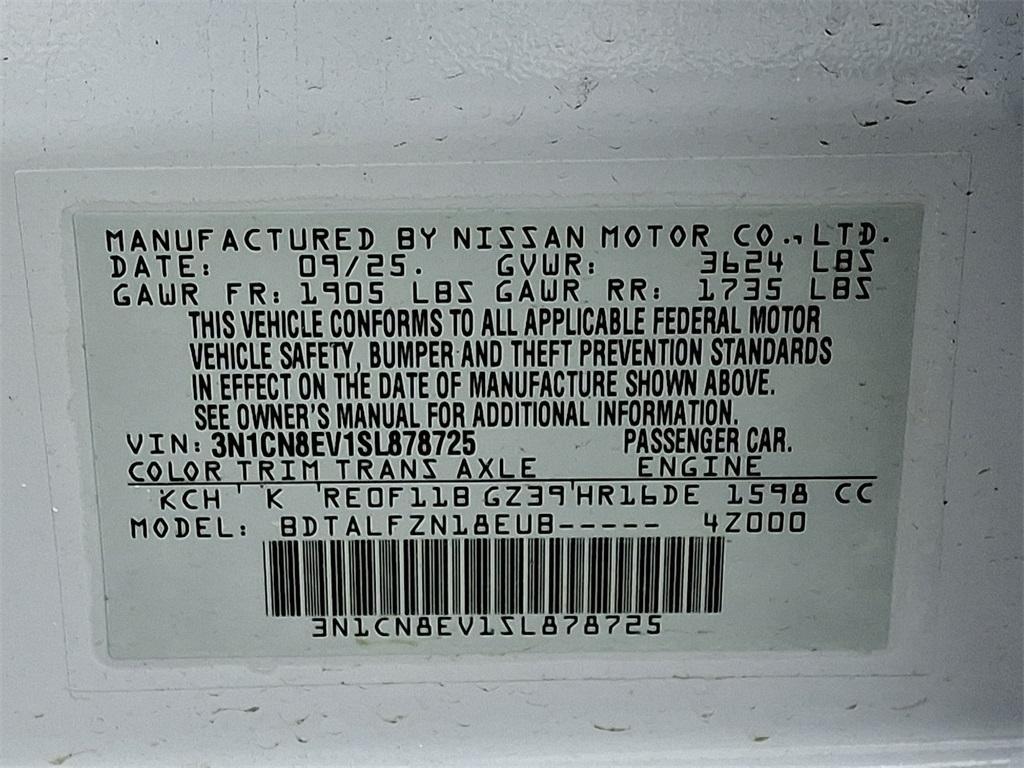 MANUFACTURED BY NISSAN MOTOR CO., LTD.
DATE: 09/25. GVWR: 3624 LBS
GAWR FR: 1905 LBS GAWR RR: 1735 LBS
THIS VEHICLE CONFORMS TO ALL APPLICABLE FEDERAL MOTOR
VEHICLE SAFETY, BUMPER AND THEFT PREVENTION STANDARDS
IN EFFECT ON THE DATE OF MANUFACTURE SHOWN ABOVE.
SEE OWNER'S MANUAL FOR ADDITIONAL INFORMATION.
VIN: 3N1CN8EV1SL878725 PASSENGER CAR.
COLOR TRIM TRANS AXLE ENGINE
KCH K RE0F11B GZ39 HR16DE 1598 CC
MODEL: BDTALFZN18EUB----- 4Z000
3N1CN8EV1SL878725